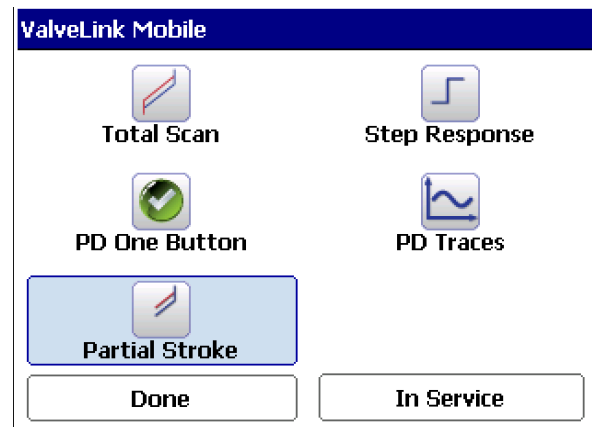 ValveLink Mobile
Total Scan
Step Response
PD One Button
PD Traces
Partial Stroke
Done
In Service